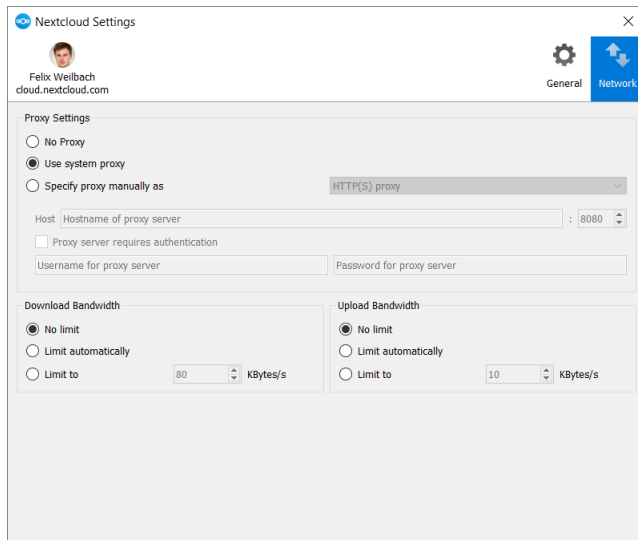 Nextcloud Settings
Felix Weilbach
cloud.nextcloud.com
General
Network
Proxy Settings
No Proxy
Use system proxy
Specify proxy manually as HTTP(S) proxy
Host Hostname of proxy server : 8080
Proxy server requires authentication
Username for proxy server Password for proxy server
Download Bandwidth
No limit
Limit automatically
Limit to 80 KBytes/s
Upload Bandwidth
No limit
Limit automatically
Limit to 10 KBytes/s